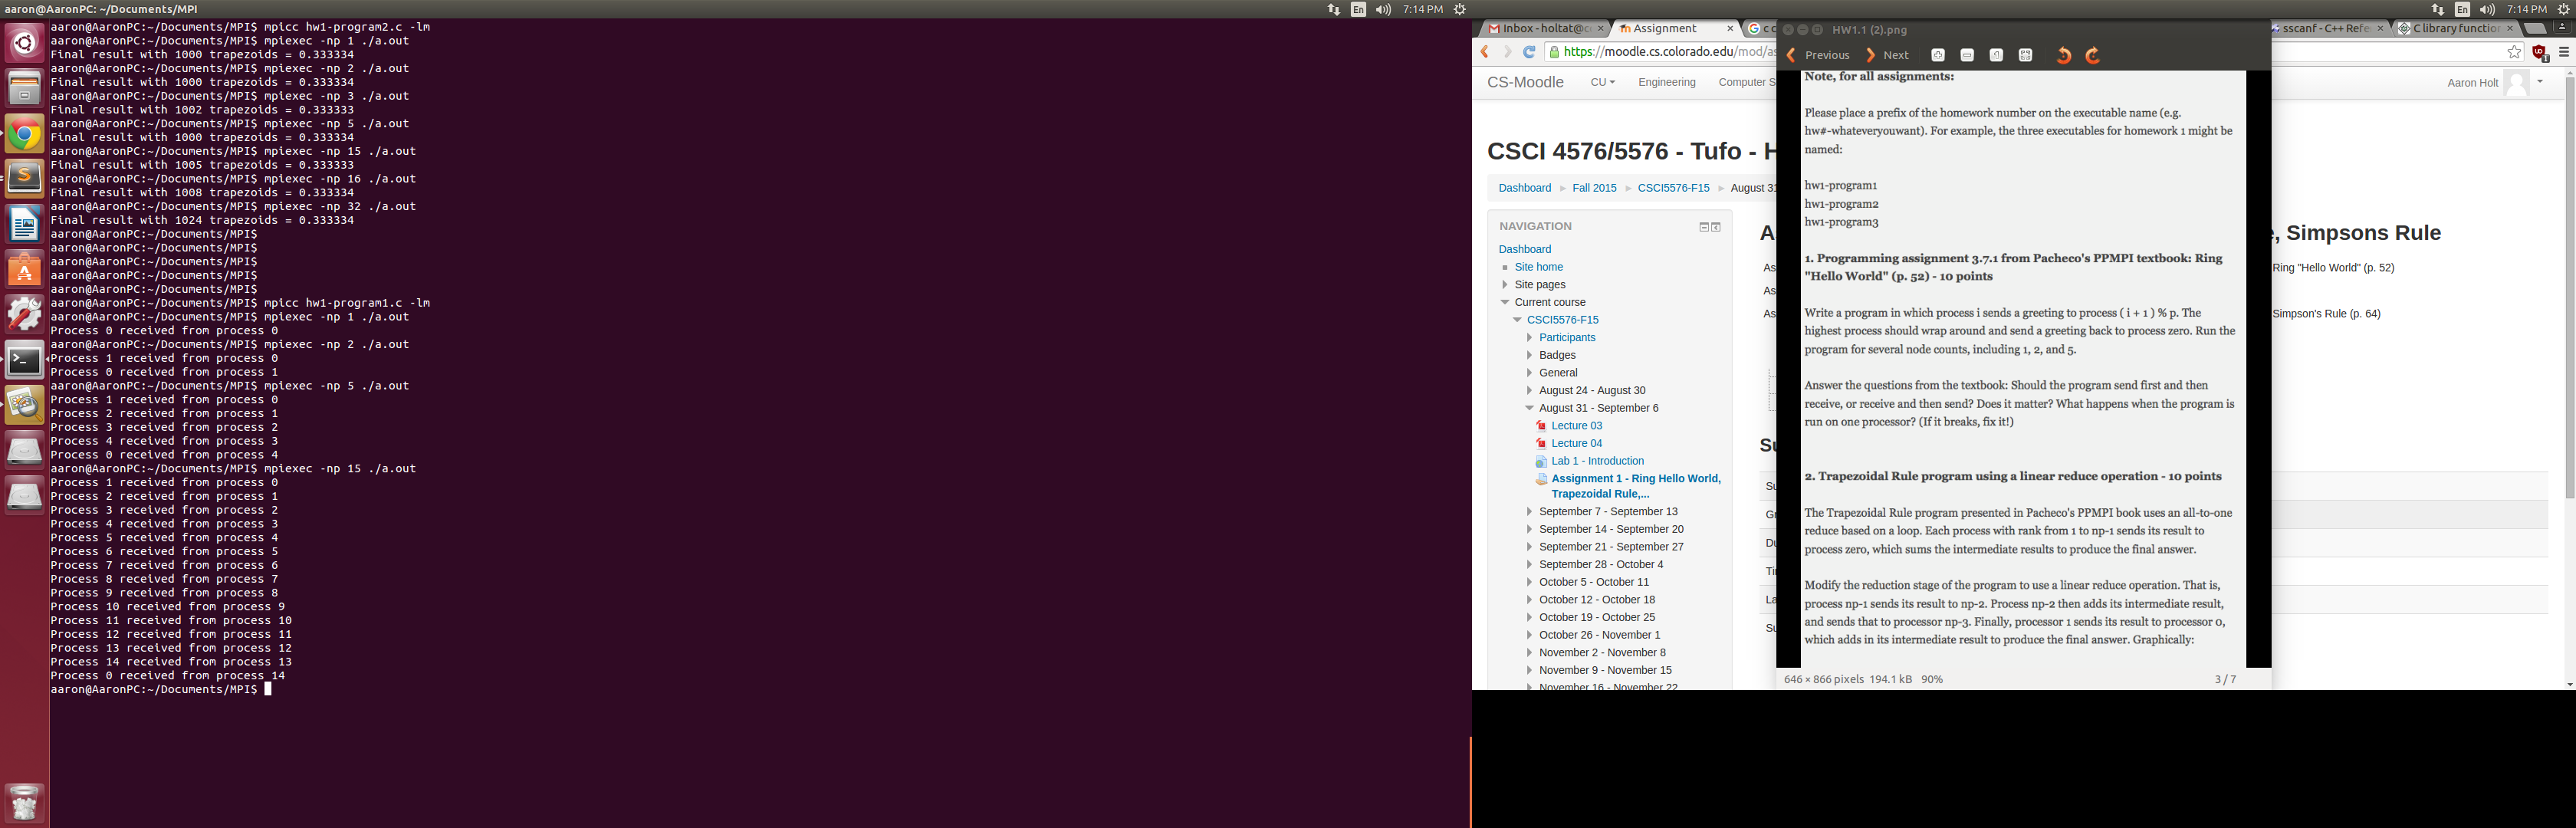 aaron@AaronPC: ~/Documents/MPI
En 7:14 PM
aaron@AaronPC:~/Documents/MPI$ mpicc hw1-program2.c -lm
aaron@AaronPC:~/Documents/MPI$ mpiexec -np 1 ./a.out
Final result with 1000 trapezoids = 0.333334
aaron@AaronPC:~/Documents/MPI$ mpiexec -np 2 ./a.out
Final result with 1000 trapezoids = 0.333334
aaron@AaronPC:~/Documents/MPI$ mpiexec -np 3 ./a.out
Final result with 1002 trapezoids = 0.333333
aaron@AaronPC:~/Documents/MPI$ mpiexec -np 5 ./a.out
Final result with 1000 trapezoids = 0.333334
aaron@AaronPC:~/Documents/MPI$ mpiexec -np 15 ./a.out
Final result with 1005 trapezoids = 0.333333
aaron@AaronPC:~/Documents/MPI$ mpiexec -np 16 ./a.out
Final result with 1008 trapezoids = 0.333334
aaron@AaronPC:~/Documents/MPI$ mpiexec -np 32 ./a.out
Final result with 1024 trapezoids = 0.333334
aaron@AaronPC:~/Documents/MPI$
aaron@AaronPC:~/Documents/MPI$
aaron@AaronPC:~/Documents/MPI$
aaron@AaronPC:~/Documents/MPI$
aaron@AaronPC:~/Documents/MPI$
aaron@AaronPC:~/Documents/MPI$ mpicc hw1-program1.c -lm
aaron@AaronPC:~/Documents/MPI$ mpiexec -np 1 ./a.out
Process 0 received from process 0
aaron@AaronPC:~/Documents/MPI$ mpiexec -np 2 ./a.out
Process 1 received from process 0
Process 0 received from process 1
aaron@AaronPC:~/Documents/MPI$ mpiexec -np 5 ./a.out
Process 1 received from process 0
Process 2 received from process 1
Process 3 received from process 2
Process 4 received from process 3
Process 0 received from process 4
aaron@AaronPC:~/Documents/MPI$ mpiexec -np 15 ./a.out
Process 1 received from process 0
Process 2 received from process 1
Process 3 received from process 2
Process 4 received from process 3
Process 5 received from process 4
Process 6 received from process 5
Process 7 received from process 6
Process 8 received from process 7
Process 9 received from process 8
Process 10 received from process 9
Process 11 received from process 10
Process 12 received from process 11
Process 13 received from process 12
Process 14 received from process 13
Process 0 received from process 14
aaron@AaronPC:~/Documents/MPI$
En 7:14 PM
Inbox - holtat@c
Assignment
c c
sscanf - C++ Refe
C library function
https://moodle.cs.colorado.edu/mod/as
CS-Moodle CU Engineering Computer S
Aaron Holt
CSCI 4576/5576 - Tufo - H
Dashboard Fall 2015 CSCI5576-F15 August 31
NAVIGATION
Dashboard
Site home
Site pages
Current course
CSCI5576-F15
Participants
Badges
General
August 24 - August 30
August 31 - September 6
Lecture 03
Lecture 04
Lab 1 - Introduction
Assignment 1 - Ring Hello World,
Trapezoidal Rule,...
September 7 - September 13
September 14 - September 20
September 21 - September 27
September 28 - October 4
October 5 - October 11
October 12 - October 18
October 19 - October 25
October 26 - November 1
November 2 - November 8
November 9 - November 15
November 16 - November 22
A
As
As
As
Su
Su
Gr
Du
Ti
La
Su
, Simpsons Rule
Ring "Hello World" (p. 52)
Simpson's Rule (p. 64)
HW1.1 (2).png
Previous Next
Note, for all assignments:
Please place a prefix of the homework number on the executable name (e.g.
hw#-whateveryouwant). For example, the three executables for homework 1 might be
named:
hw1-program1
hw1-program2
hw1-program3
1. Programming assignment 3.7.1 from Pacheco's PPMPI textbook: Ring
"Hello World" (p. 52) - 10 points
Write a program in which process i sends a greeting to process ( i + 1 ) % p. The
highest process should wrap around and send a greeting back to process zero. Run the
program for several node counts, including 1, 2, and 5.
Answer the questions from the textbook: Should the program send first and then
receive, or receive and then send? Does it matter? What happens when the program is
run on one processor? (If it breaks, fix it!)
2. Trapezoidal Rule program using a linear reduce operation - 10 points
The Trapezoidal Rule program presented in Pacheco's PPMPI book uses an all-to-one
reduce based on a loop. Each process with rank from 1 to np-1 sends its result to
process zero, which sums the intermediate results to produce the final answer.
Modify the reduction stage of the program to use a linear reduce operation. That is,
process np-1 sends its result to np-2. Process np-2 then adds its intermediate result,
and sends that to processor np-3. Finally, processor 1 sends its result to processor 0,
which adds in its intermediate result to produce the final answer. Graphically:
646 × 866 pixels 194.1 kB 90%
3 / 7